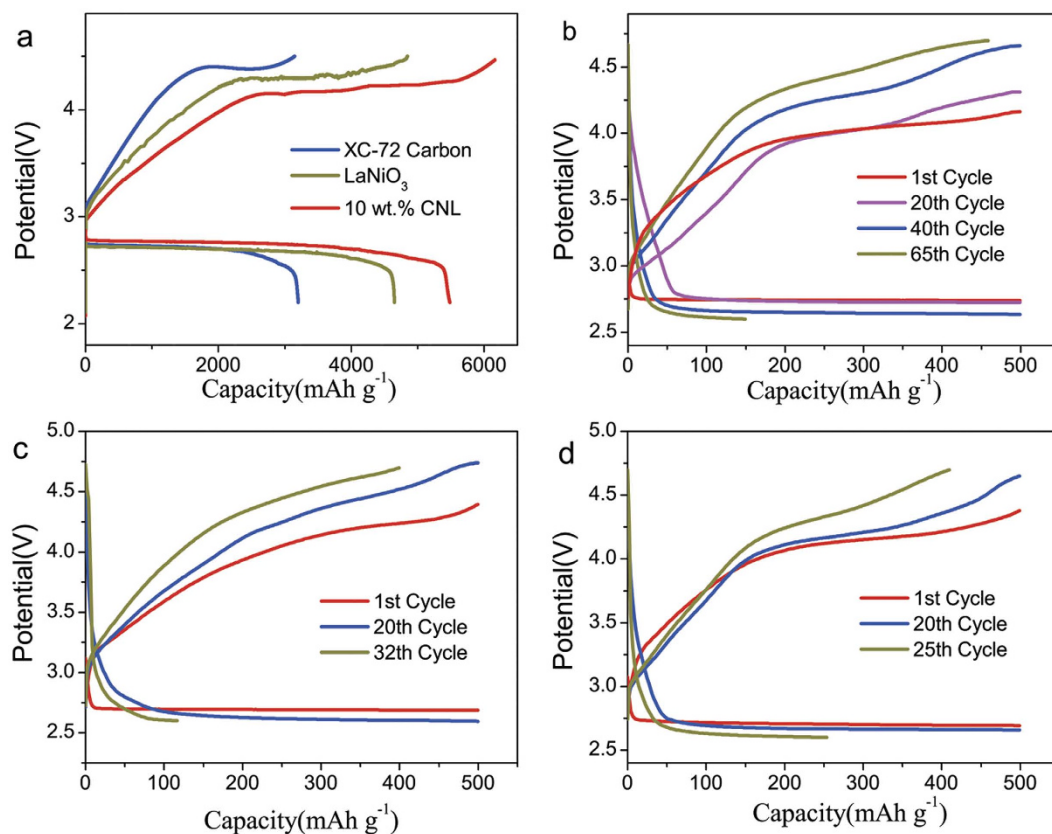 a
Potential(V)
4
3
2
XC-72 Carbon
LaNiO₃
10 wt.% CNL
0 2000 4000 6000
Capacity(mAh g⁻¹)
b
Potential(V)
4.5
4.0
3.5
3.0
2.5
1st Cycle
20th Cycle
40th Cycle
65th Cycle
0 100 200 300 400 500
Capacity(mAh g⁻¹)
c
Potential(V)
5.0
4.5
4.0
3.5
3.0
2.5
1st Cycle
20th Cycle
32th Cycle
0 100 200 300 400 500
Capacity(mAh g⁻¹)
d
Potential(V)
5.0
4.5
4.0
3.5
3.0
2.5
1st Cycle
20th Cycle
25th Cycle
0 100 200 300 400 500
Capacity(mAh g⁻¹)